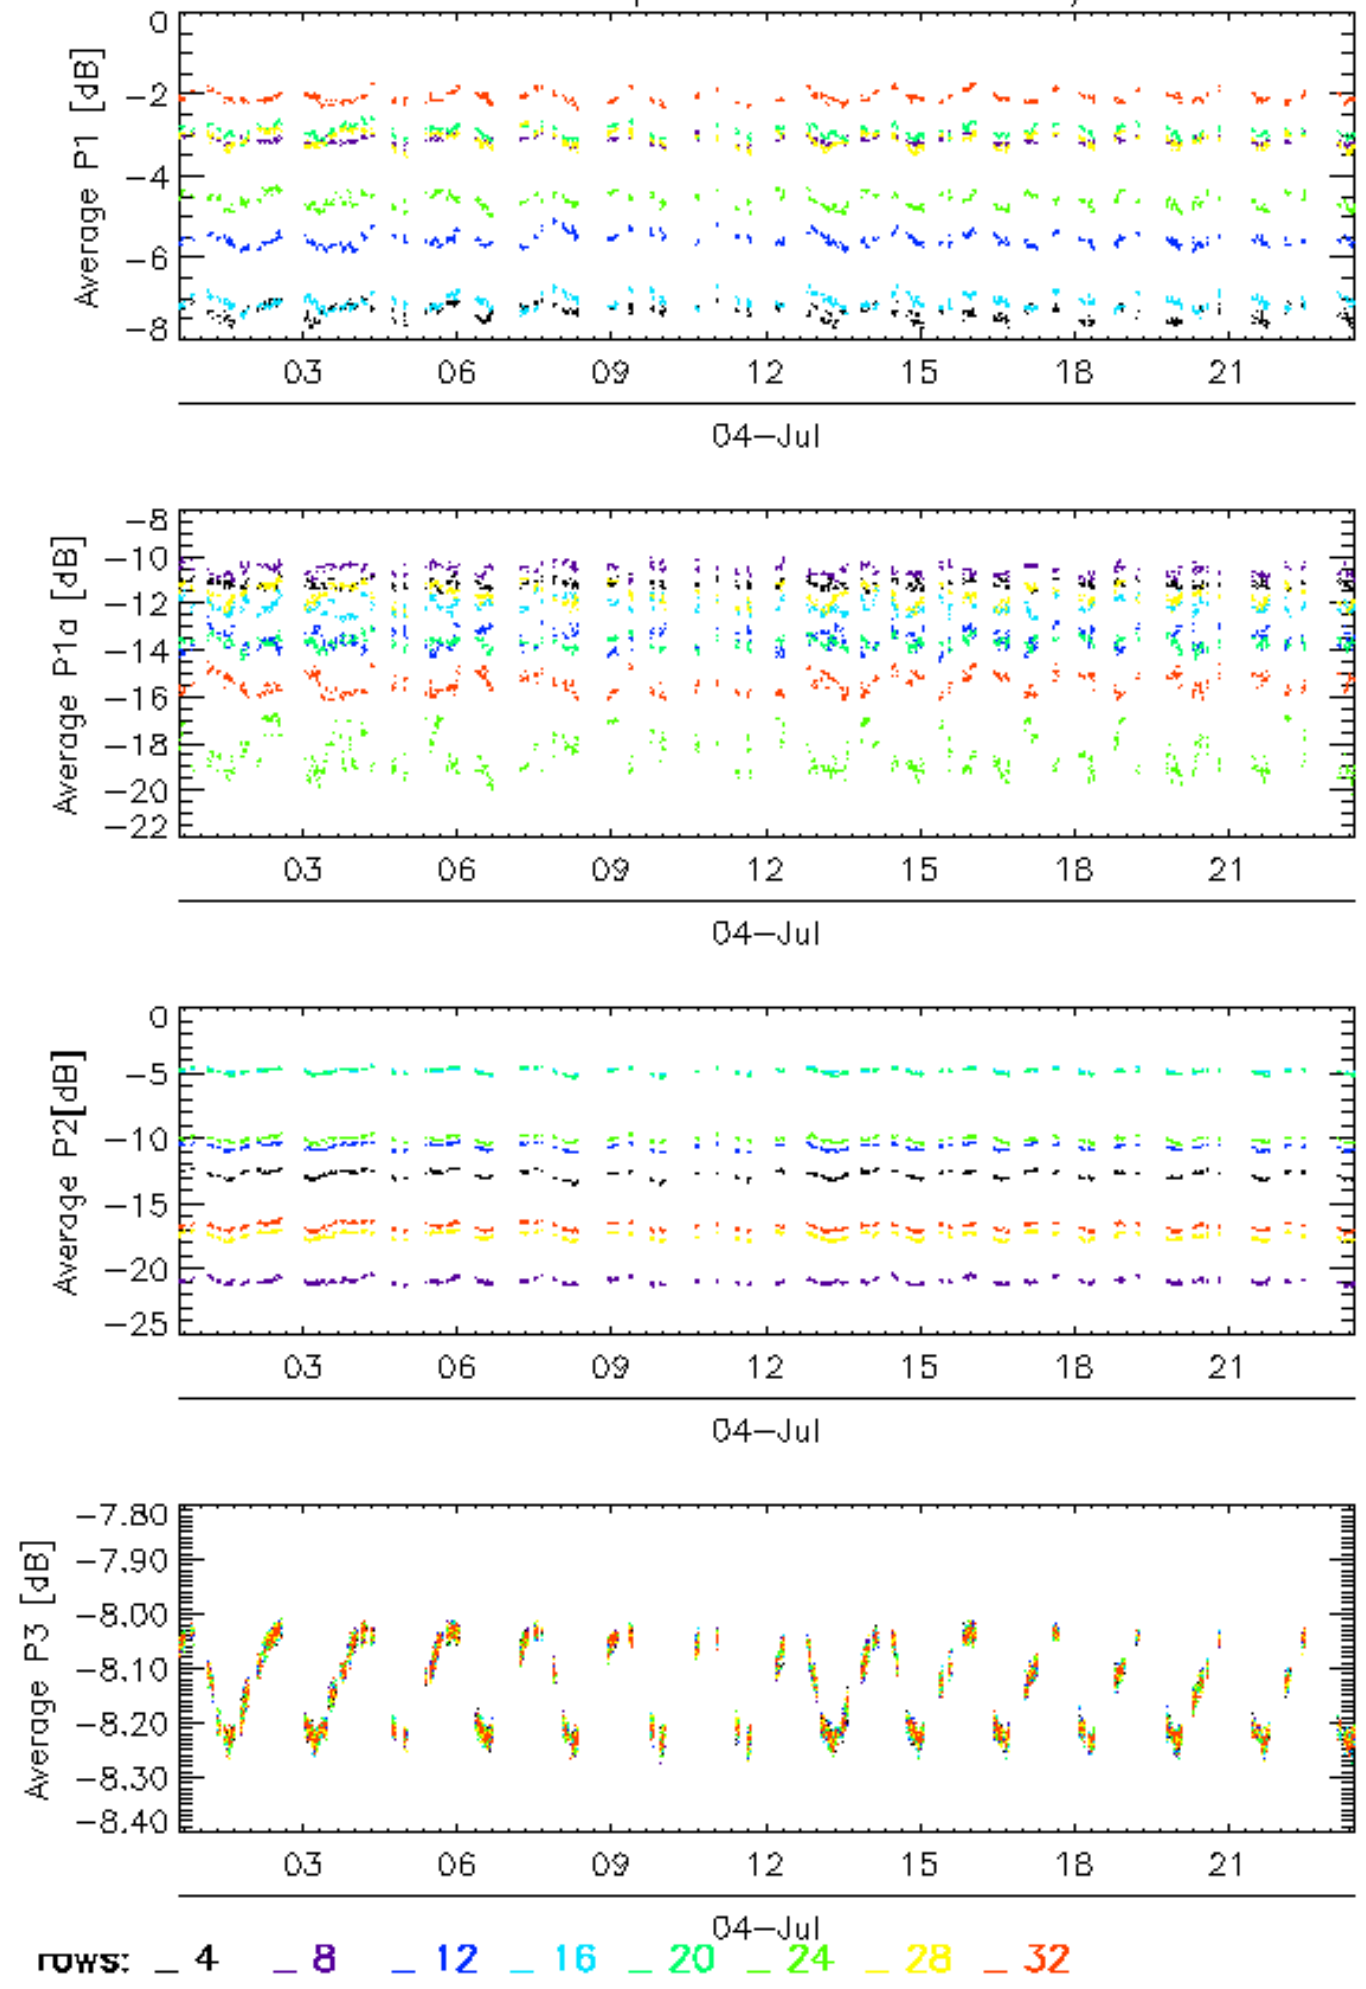 0
-2
-4
-6
-8
Average P1 [dB]
03 06 09 12 15 18 21
04-Jul
-8
-10
-12
-14
-16
-18
-20
-22
Average P1a [dB]
03 06 09 12 15 18 21
04-Jul
0
-5
-10
-15
-20
-25
Average P2[dB]
03 06 09 12 15 18 21
04-Jul
-7.80
-7.90
-8.00
-8.10
-8.20
-8.30
-8.40
Average P3 [dB]
03 06 09 12 15 18 21
04-Jul
rows: _ 4 _ 8 _ 12 _ 16 _ 20 _ 24 _ 28 _ 32